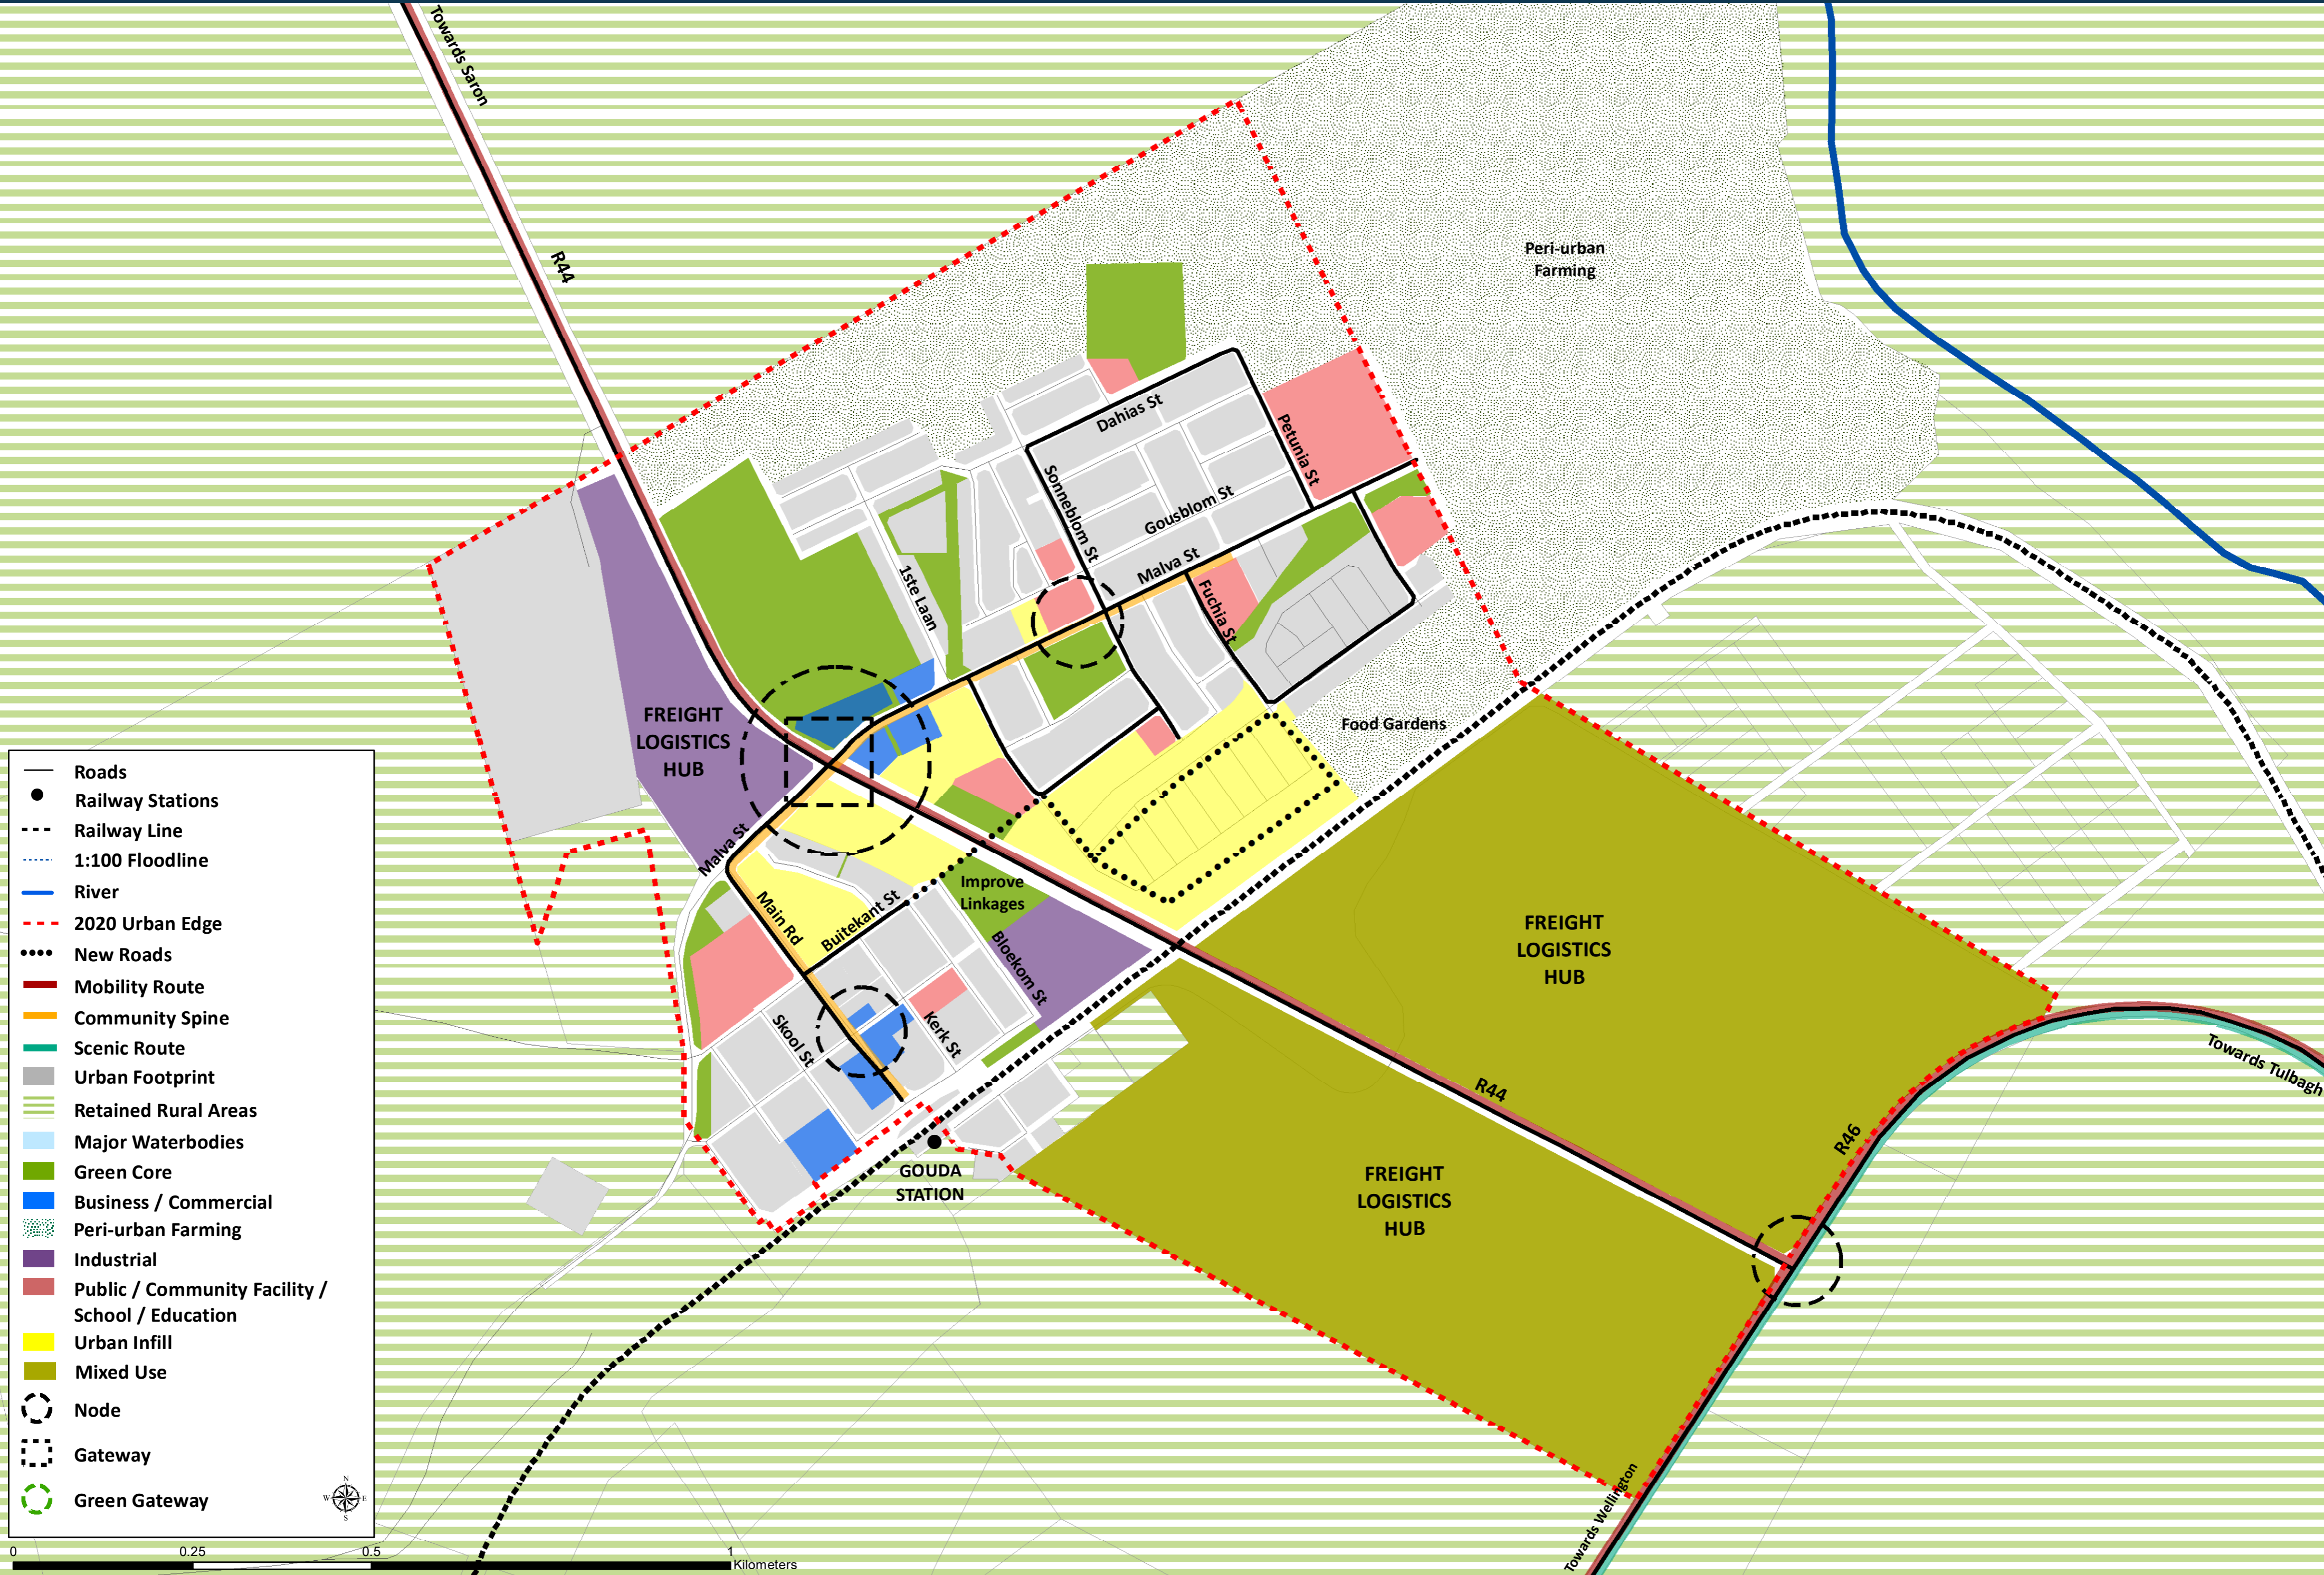 Towards Saron
R44
Peri-urban
Farming
Dahias St
Petunia St
Sonneblom St
Gousblom St
Malva St
1ste Laan
Fuchia St
FREIGHT
LOGISTICS
HUB
Food Gardens
Malva St
Main Rd
Buitekant St
Improve
Linkages
Bloekom St
Skool St
Kerk St
GOUDA
STATION
FREIGHT
LOGISTICS
HUB
FREIGHT
LOGISTICS
HUB
R44
R46
Towards Tulbagh
Towards Wellington
Roads
Railway Stations
Railway Line
1:100 Floodline
River
2020 Urban Edge
New Roads
Mobility Route
Community Spine
Scenic Route
Urban Footprint
Retained Rural Areas
Major Waterbodies
Green Core
Business / Commercial
Peri-urban Farming
Industrial
Public / Community Facility /
School / Education
Urban Infill
Mixed Use
Node
Gateway
Green Gateway
N
W E
S
0 0.25 0.5 1
Kilometers